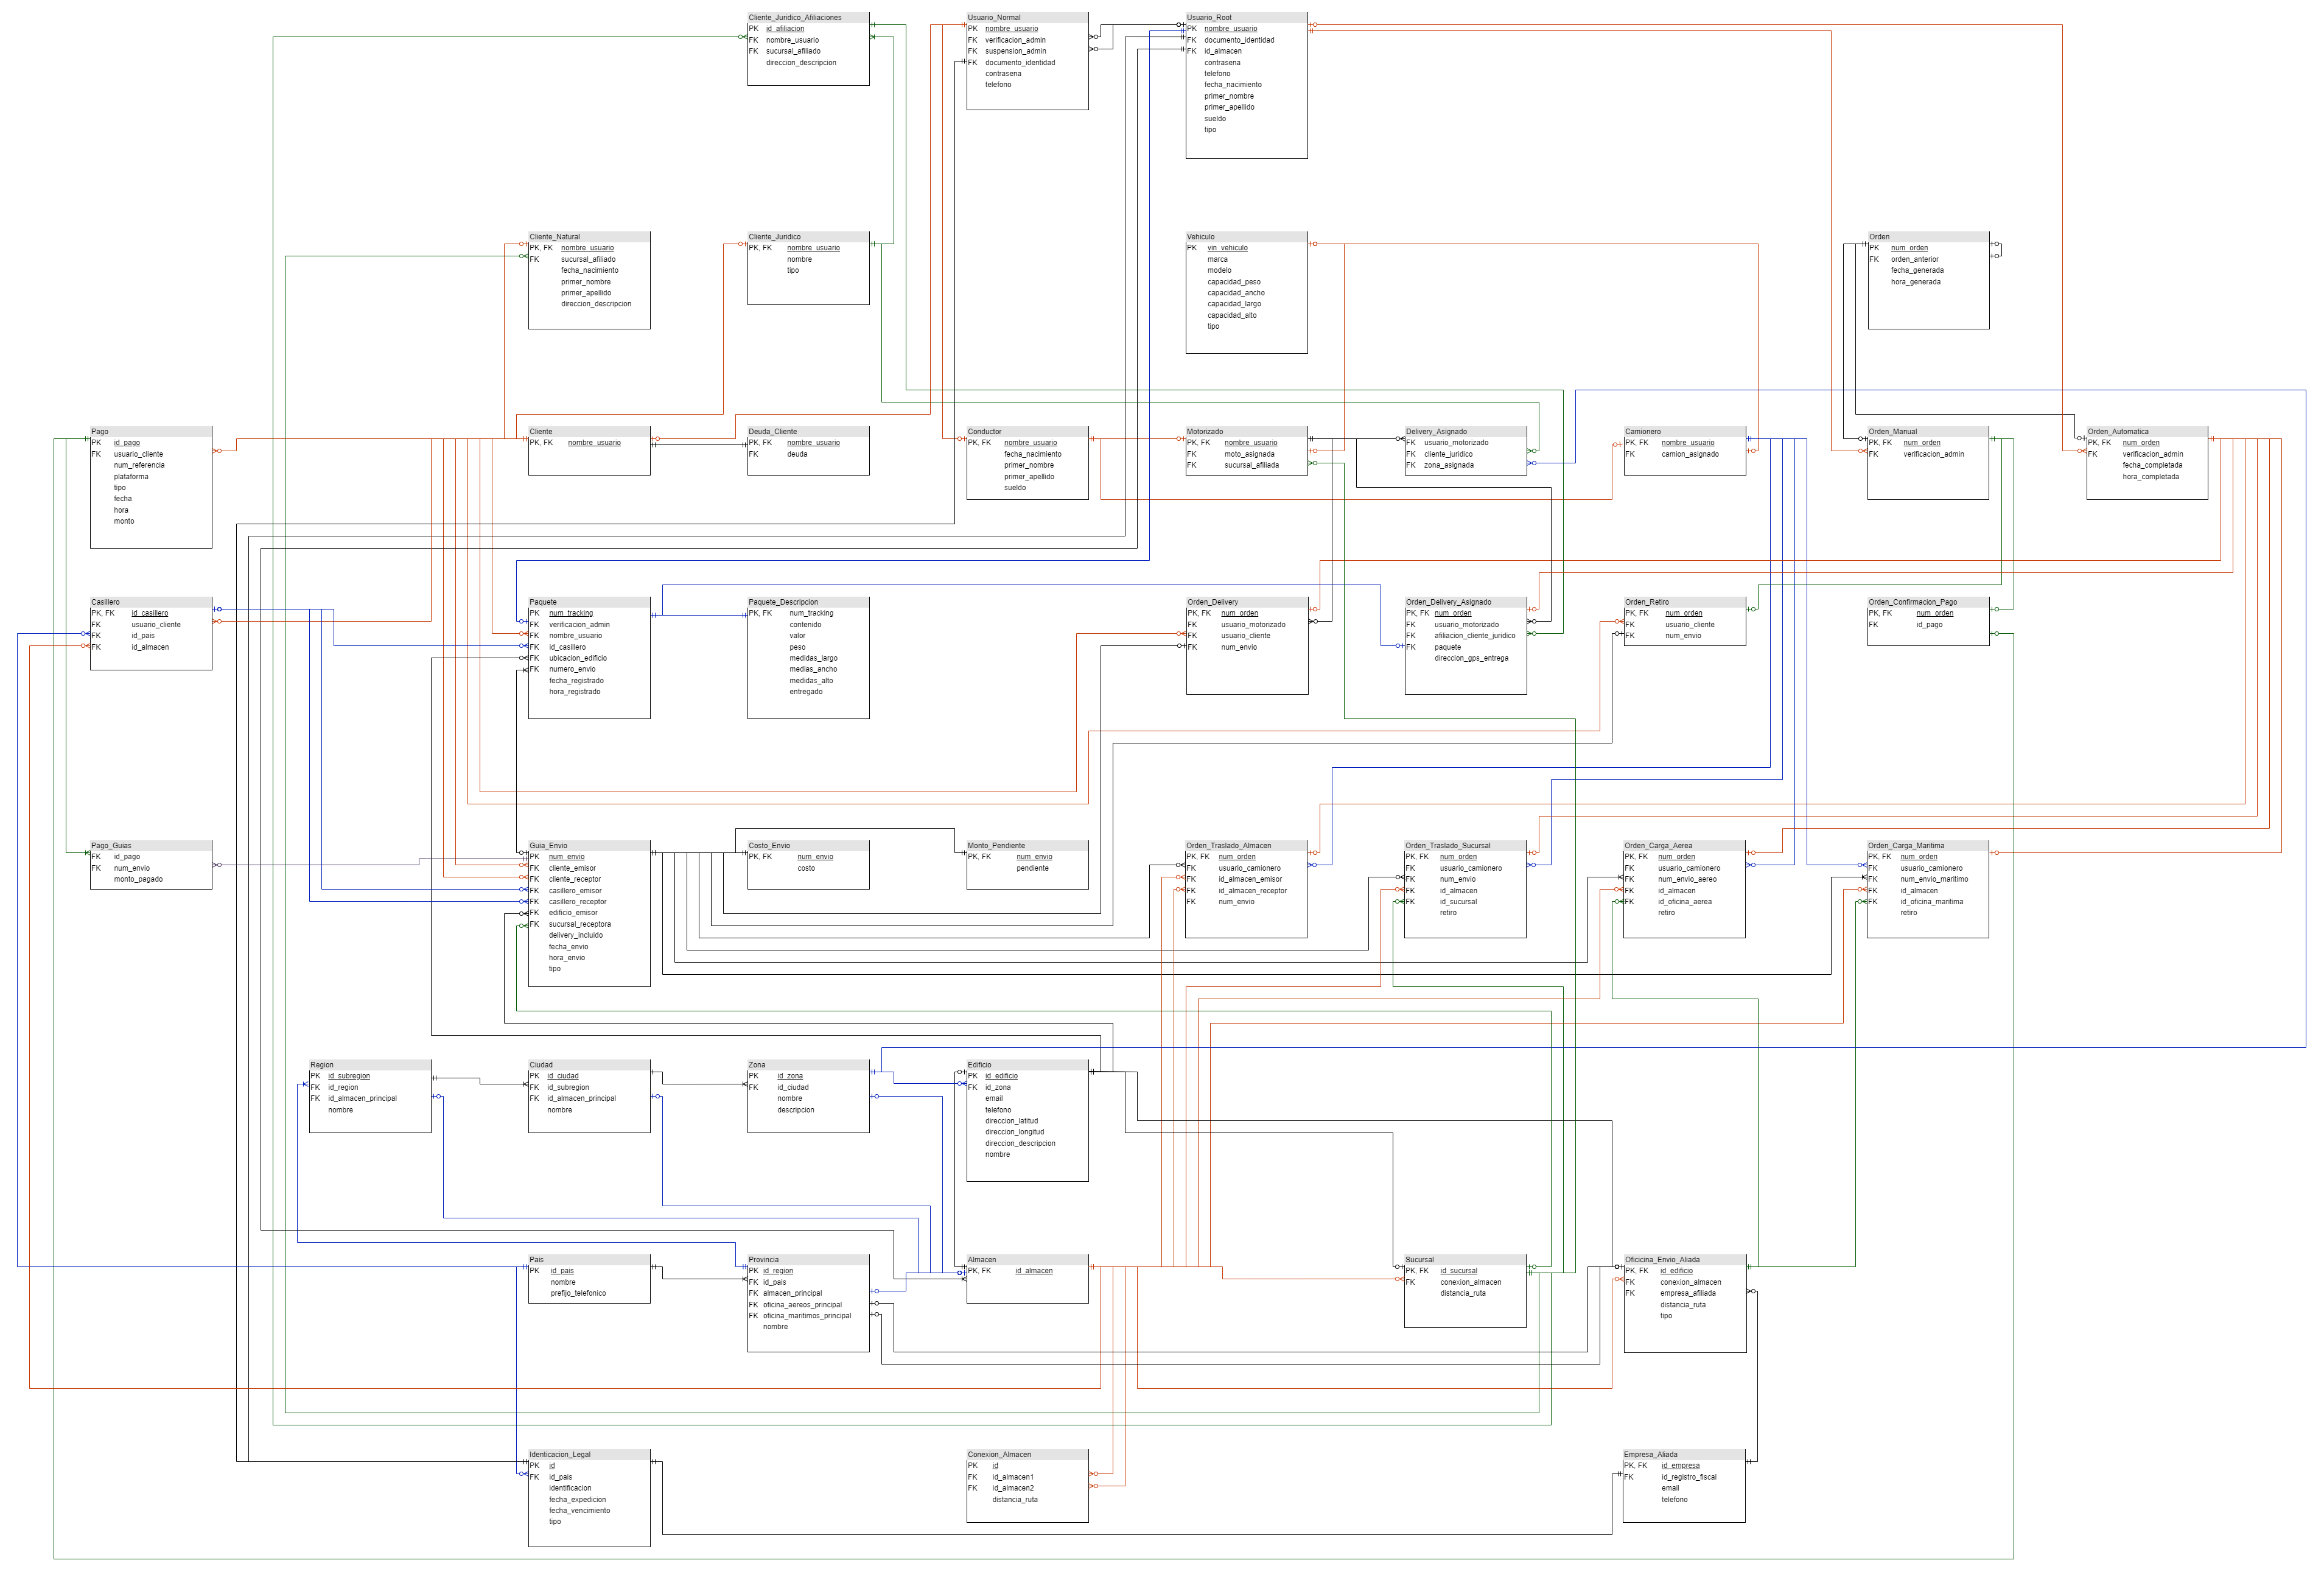 Cliente_Juridico_Afiliaciones
PK id_afiliacion
FK nombre_usuario
FK sucursal_afiliado
direccion_descripcion
Usuario_Normal
PK nombre_usuario
FK verificacion_admin
FK suspension_admin
FK documento_identidad
contrasena
telefono
Usuario_Root
PK nombre_usuario
FK documento_identidad
FK id_almacen
contrasena
telefono
fecha_nacimiento
primer_nombre
primer_apellido
sueldo
tipo
Cliente_Natural
PK, FK nombre_usuario
FK sucursal_afiliado
fecha_nacimiento
primer_nombre
primer_apellido
direccion_descripcion
Cliente_Juridico
PK, FK nombre_usuario
nombre
tipo
Vehiculo
PK vin_vehiculo
marca
modelo
capacidad_peso
capacidad_ancho
capacidad_largo
capacidad_alto
tipo
Orden
PK num_orden
FK orden_anterior
fecha_generada
hora_generada
Pago
PK id_pago
FK usuario_cliente
num_referencia
plataforma
tipo
fecha
hora
monto
Cliente
PK, FK nombre_usuario
Deuda_Cliente
PK, FK nombre_usuario
FK deuda
Conductor
PK, FK nombre_usuario
fecha_nacimiento
primer_nombre
primer_apellido
sueldo
Motorizado
PK, FK nombre_usuario
FK moto_asignada
FK sucursal_afiliada
Delivery_Asignado
FK usuario_motorizado
FK cliente_juridico
FK zona_asignada
Camionero
PK, FK nombre_usuario
FK camion_asignado
Orden_Manual
PK, FK num_orden
FK verificacion_admin
Orden_Automatica
PK, FK num_orden
FK verificacion_admin
fecha_completada
hora_completada
Casillero
PK, FK id_casillero
FK usuario_cliente
FK id_pais
FK id_almacen
Paquete
PK num_tracking
FK verificacion_admin
FK nombre_usuario
FK id_casillero
FK ubicacion_edificio
FK numero_envio
fecha_registrado
hora_registrado
Paquete_Descripcion
PK, FK num_tracking
contenido
valor
peso
medidas_largo
medias_ancho
medidas_alto
entregado
Orden_Delivery
PK, FK num_orden
FK usuario_motorizado
FK usuario_cliente
FK num_envio
Orden_Delivery_Asignado
PK, FK num_orden
FK usuario_motorizado
FK afiliacion_cliente_juridico
FK paquete
direccion_gps_entrega
Orden_Retiro
PK, FK num_orden
FK usuario_cliente
FK num_envio
Orden_Confirmacion_Pago
PK, FK num_orden
FK id_pago
Pago_Guias
FK id_pago
FK num_envio
monto_pagado
Guia_Envio
PK num_envio
FK cliente_emisor
FK cliente_receptor
FK casillero_emisor
FK casillero_receptor
FK edificio_emisor
FK sucursal_receptora
delivery_incluido
fecha_envio
hora_envio
tipo
Costo_Envio
PK, FK num_envio
costo
Monto_Pendiente
PK, FK num_envio
pendiente
Orden_Traslado_Almacen
PK, FK num_orden
FK usuario_camionero
FK id_almacen_emisor
FK id_almacen_receptor
FK num_envio
Orden_Traslado_Sucursal
PK, FK num_orden
FK usuario_camionero
FK num_envio
FK id_almacen
FK id_sucursal
retiro
Orden_Carga_Aerea
PK, FK num_orden
FK usuario_camionero
FK num_envio_aereo
FK id_almacen
FK id_oficina_aerea
retiro
Orden_Carga_Maritima
PK, FK num_orden
FK usuario_camionero
FK num_envio_maritimo
FK id_almacen
FK id_oficina_maritima
retiro
Region
PK id_subregion
FK id_region
FK id_almacen_principal
nombre
Ciudad
PK id_ciudad
FK id_subregion
FK id_almacen_principal
nombre
Zona
PK id_zona
FK id_ciudad
nombre
descripcion
Edificio
PK id_edificio
FK id_zona
email
telefono
direccion_latitud
direccion_longitud
direccion_descripcion
nombre
Pais
PK id_pais
nombre
prefijo_telefonico
Provincia
PK id_region
FK id_pais
FK almacen_principal
FK oficina_aereos_principal
FK oficina_maritimos_principal
nombre
Almacen
PK, FK id_almacen
Sucursal
PK, FK id_sucursal
FK conexion_almacen
distancia_ruta
Oficicina_Envio_Aliada
PK, FK id_edificio
FK conexion_almacen
FK empresa_afiliada
distancia_ruta
tipo
Identicacion_Legal
PK id
FK id_pais
identificacion
fecha_expedicion
fecha_vencimiento
tipo
Conexion_Almacen
PK id
FK id_almacen1
FK id_almacen2
distancia_ruta
Empresa_Aliada
PK, FK id_empresa
FK id_registro_fiscal
email
telefono